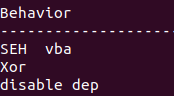 Behavior
---------------------
SEH  vba
Xor
disable dep